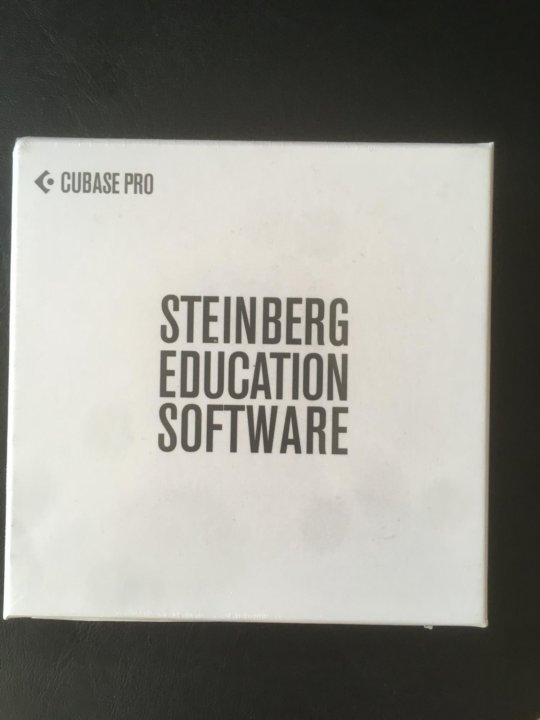 CUBASE PRO
STEINBERG
EDUCATION
SOFTWARE